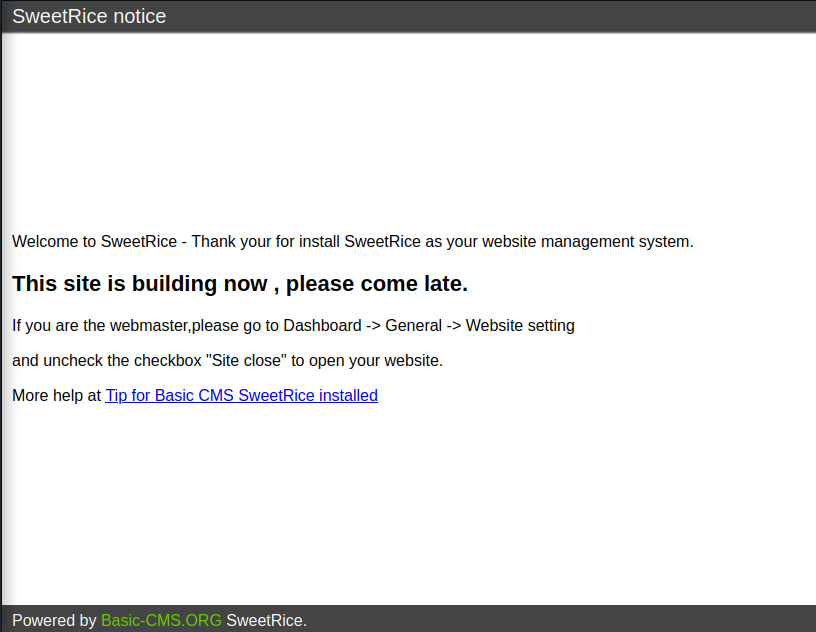 SweetRice notice
Welcome to SweetRice - Thank your for install SweetRice as your website management system.
This site is building now , please come late.
If you are the webmaster,please go to Dashboard -> General -> Website setting
and uncheck the checkbox "Site close" to open your website.
More help at Tip for Basic CMS SweetRice installed
Powered by Basic-CMS.ORG SweetRice.